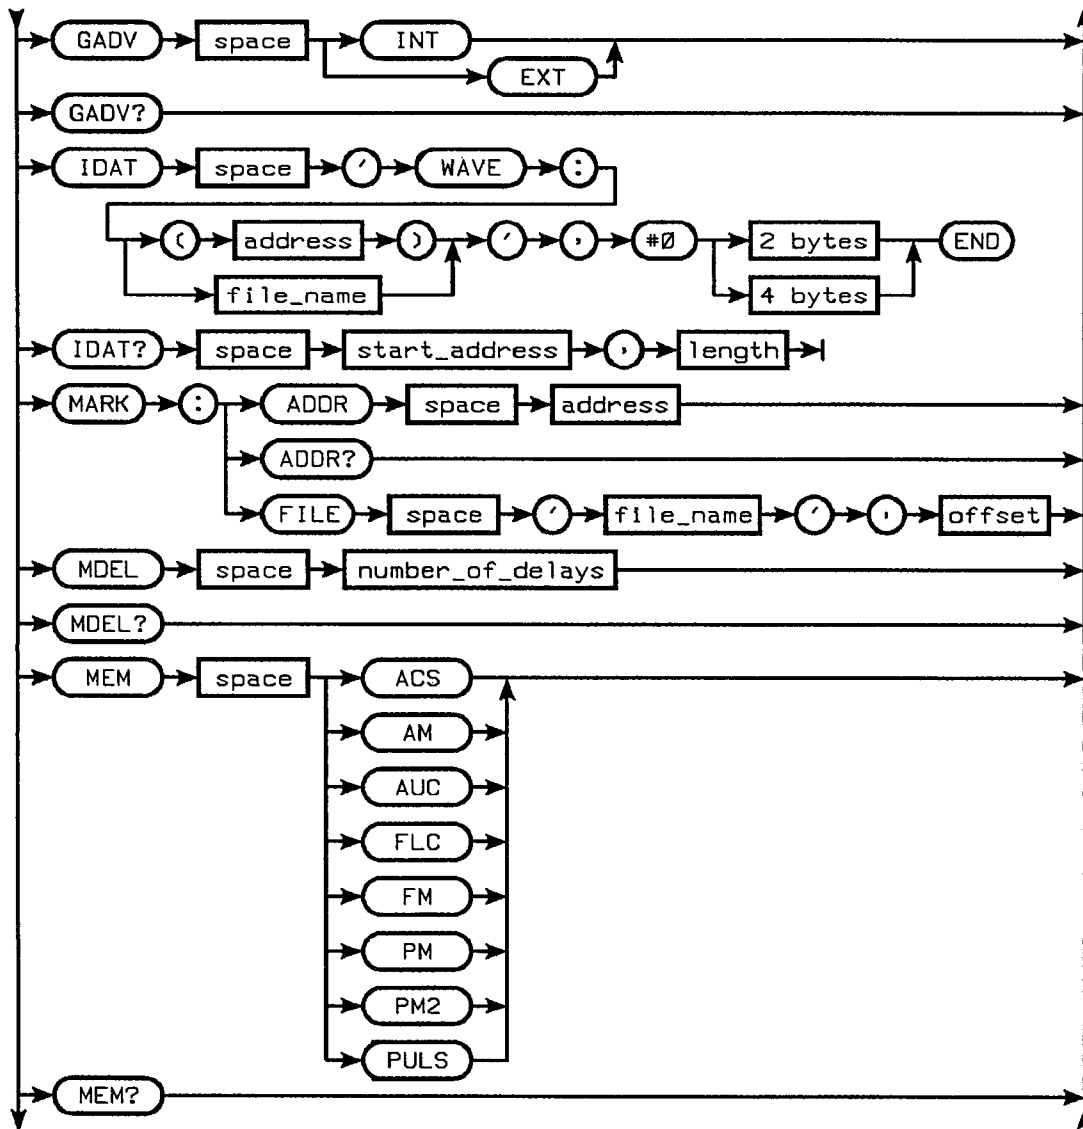 GADV space INT
EXT
GADV?
IDAT space ' WAVE :
( address ) ' , #0 2 bytes END
file_name 4 bytes
IDAT? space start_address , length
MARK : ADDR space address
ADDR?
FILE space ' file_name ' , offset
MDEL space number_of_delays
MDEL?
MEM space ACS
AM
AUC
FLC
FM
PM
PM2
PULS
MEM?